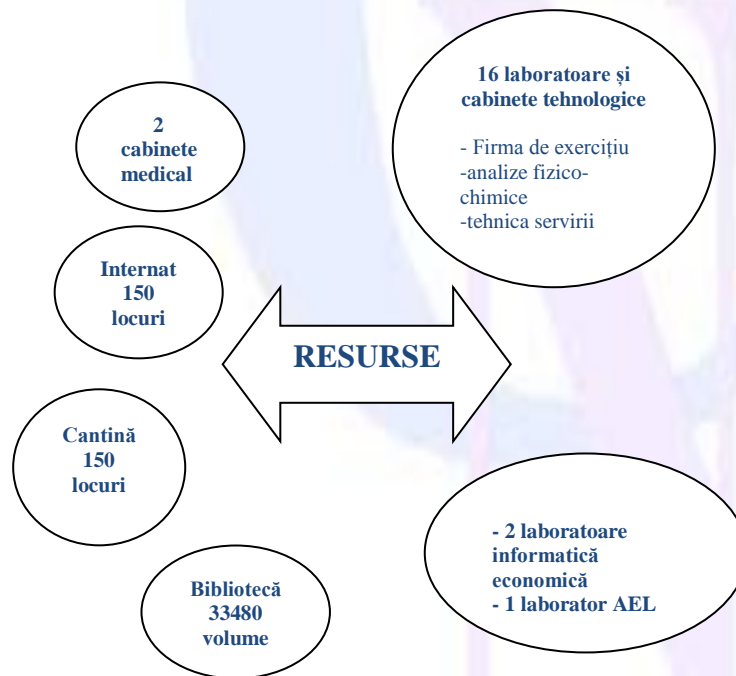 16 laboratoare și
cabinete tehnologice
- Firma de exercițiu
-analize fizico-
chimice
-tehnica servirii
2
cabinete
medical
Internat
150
locuri
RESURSE
Cantină
150
locuri
- 2 laboratoare
informatică
economică
- 1 laborator AEL
Bibliotecă
33480
volume